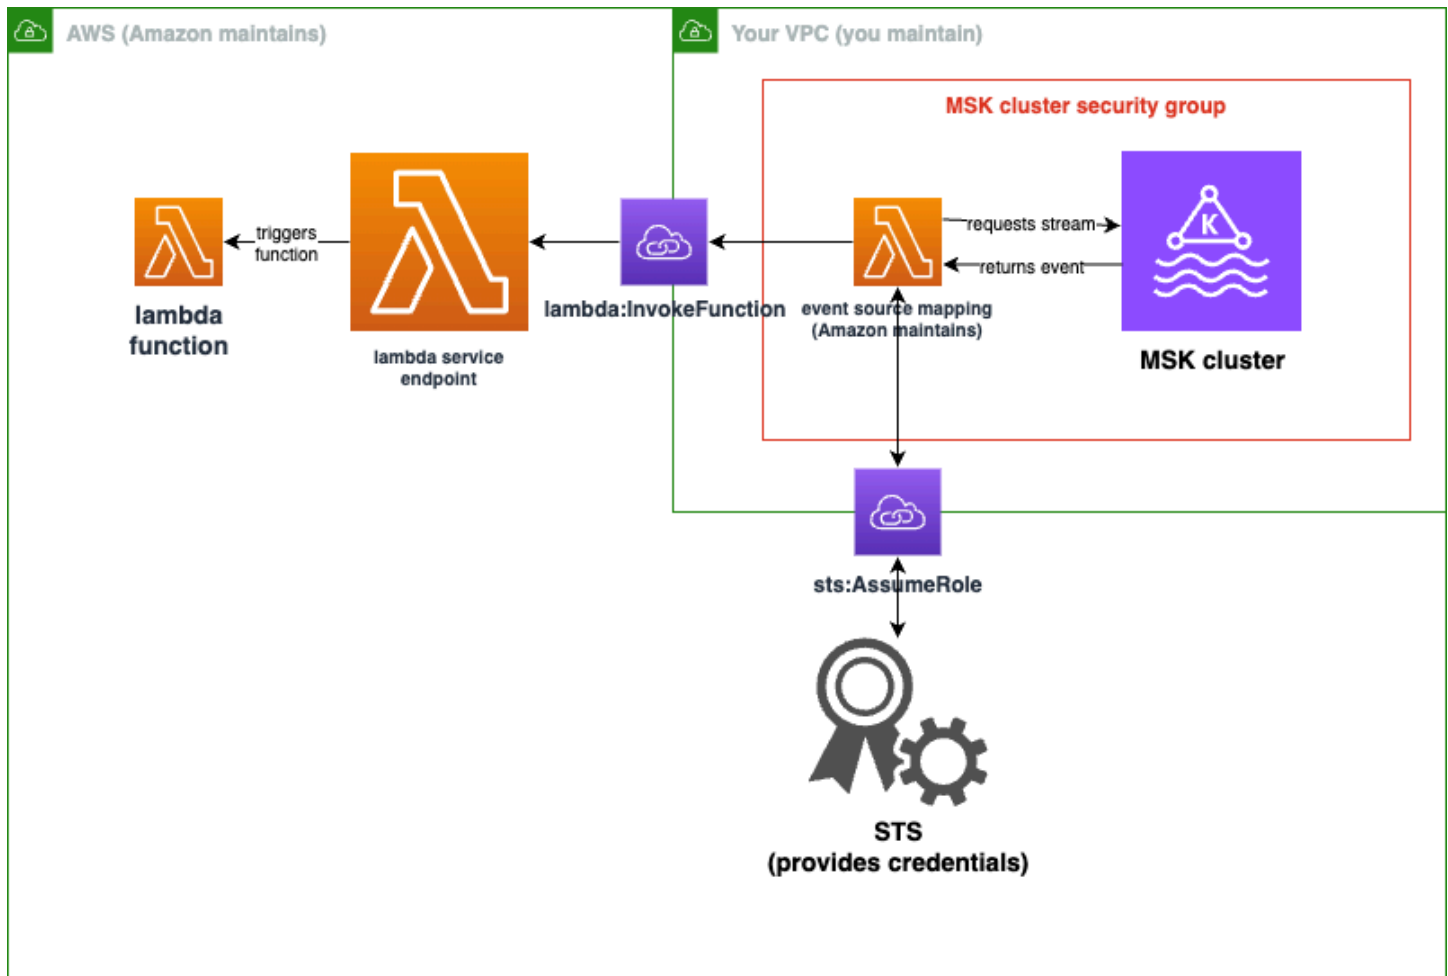 AWS (Amazon maintains)
Your VPC (you maintain)
MSK cluster security group
triggers
function
requests stream
returns event
K
lambda
function
lambda service
endpoint
lambda:InvokeFunction
event source mapping
(Amazon maintains)
MSK cluster
sts:AssumeRole
STS
(provides credentials)